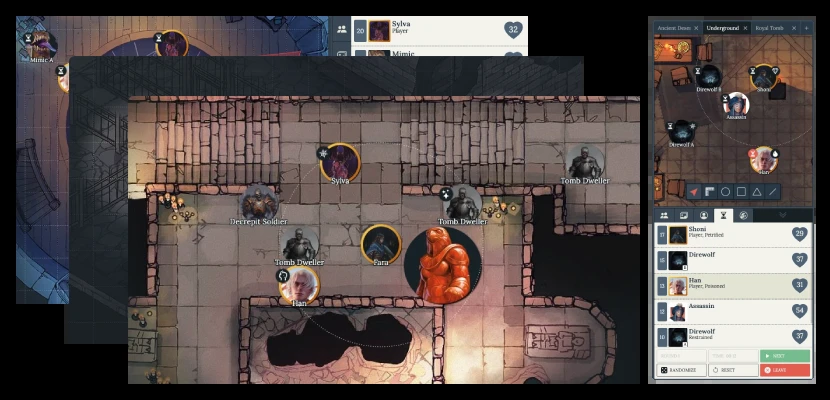 Sylva
Player
20
32
Mimic
Mimic A
Sylva
Tomb Dweller
Decrepit Soldier
Tomb Dweller
Tomb Dweller
Fara
Han
Underground
Royal Tomb
Direwolf B
Shoni
Assassin
Direwolf A
Han
Shoni
Player, Petrified
29
Direwolf
37
Han
Player, Poisoned
31
Assassin
54
Direwolf
Restrained
37
NEXT
RANDOMIZE
RESET
LEAVE